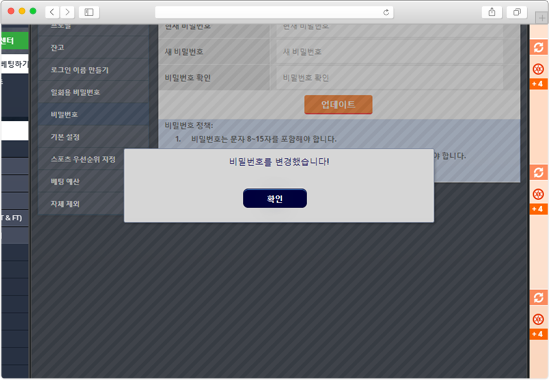 센터
베팅하기
T & FT)
프로필
잔고
로그인 이름 만들기
일회용 비밀번호
비밀번호
기본 설정
스포츠 우선순위 지정
베팅 예산
자체 제외
현재 비밀번호
현재 비밀번호
새 비밀번호
새 비밀번호
비밀번호 확인
비밀번호 확인
업데이트
비밀번호 정책:
1. 비밀번호는 문자 8~15자를 포함해야 합니다.
야 합니다.
비밀번호를 변경했습니다!
확인
+ 4
+ 4
+ 4